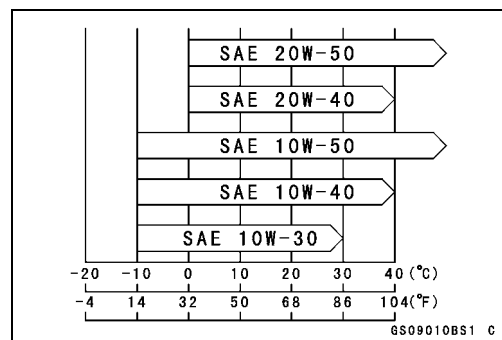 SAE 20W-50
SAE 20W-40
SAE 10W-50
SAE 10W-40
SAE 10W-30
-20 -10 0 10 20 30 40 (°C)
-4 14 32 50 68 86 104(°F)
GS09010BS1 C